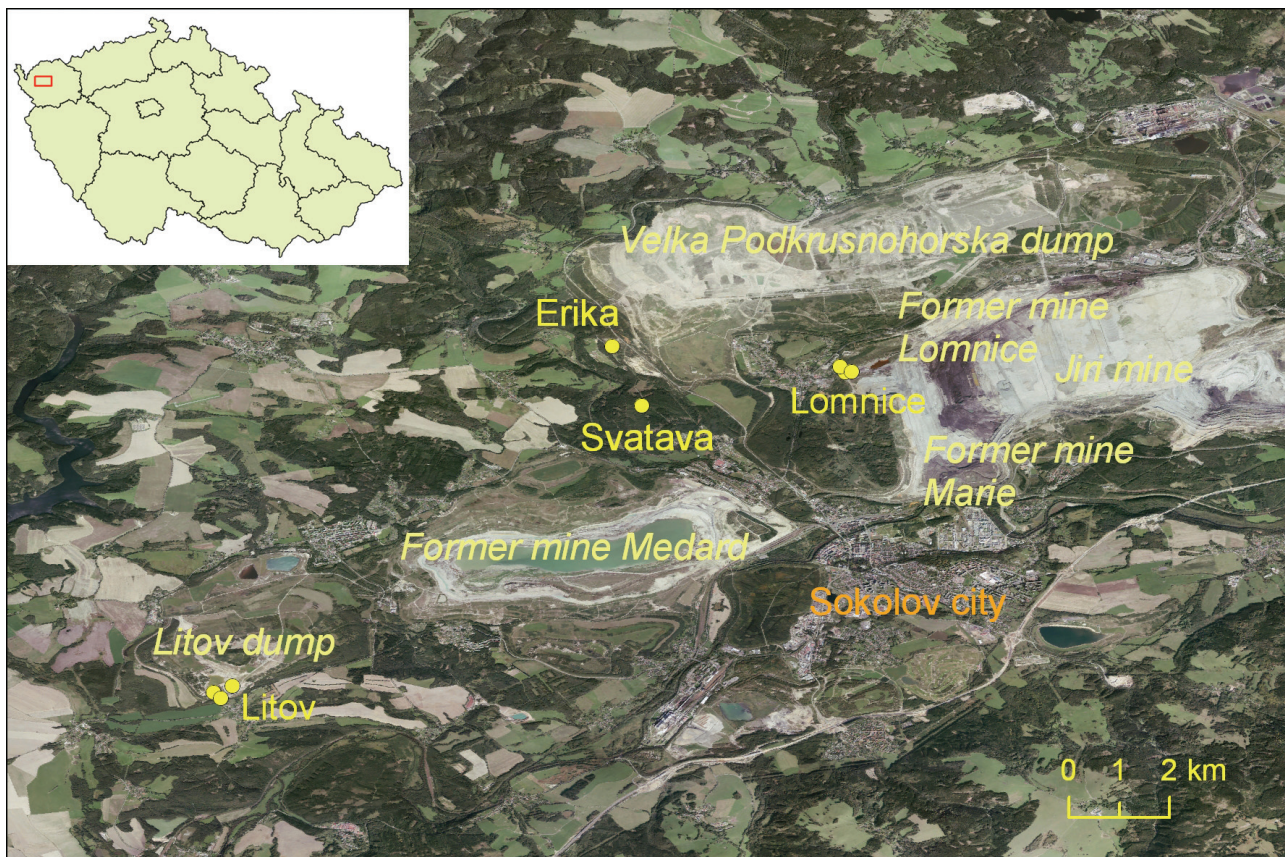 Velka Podkrusnohorska dump
Erika
Former mine
Lomnice
Jiri mine
Lomnice
Svatava
Former mine
Marie
Former mine Medard
Sokolov city
Litov dump
Litov
0 1 2 km